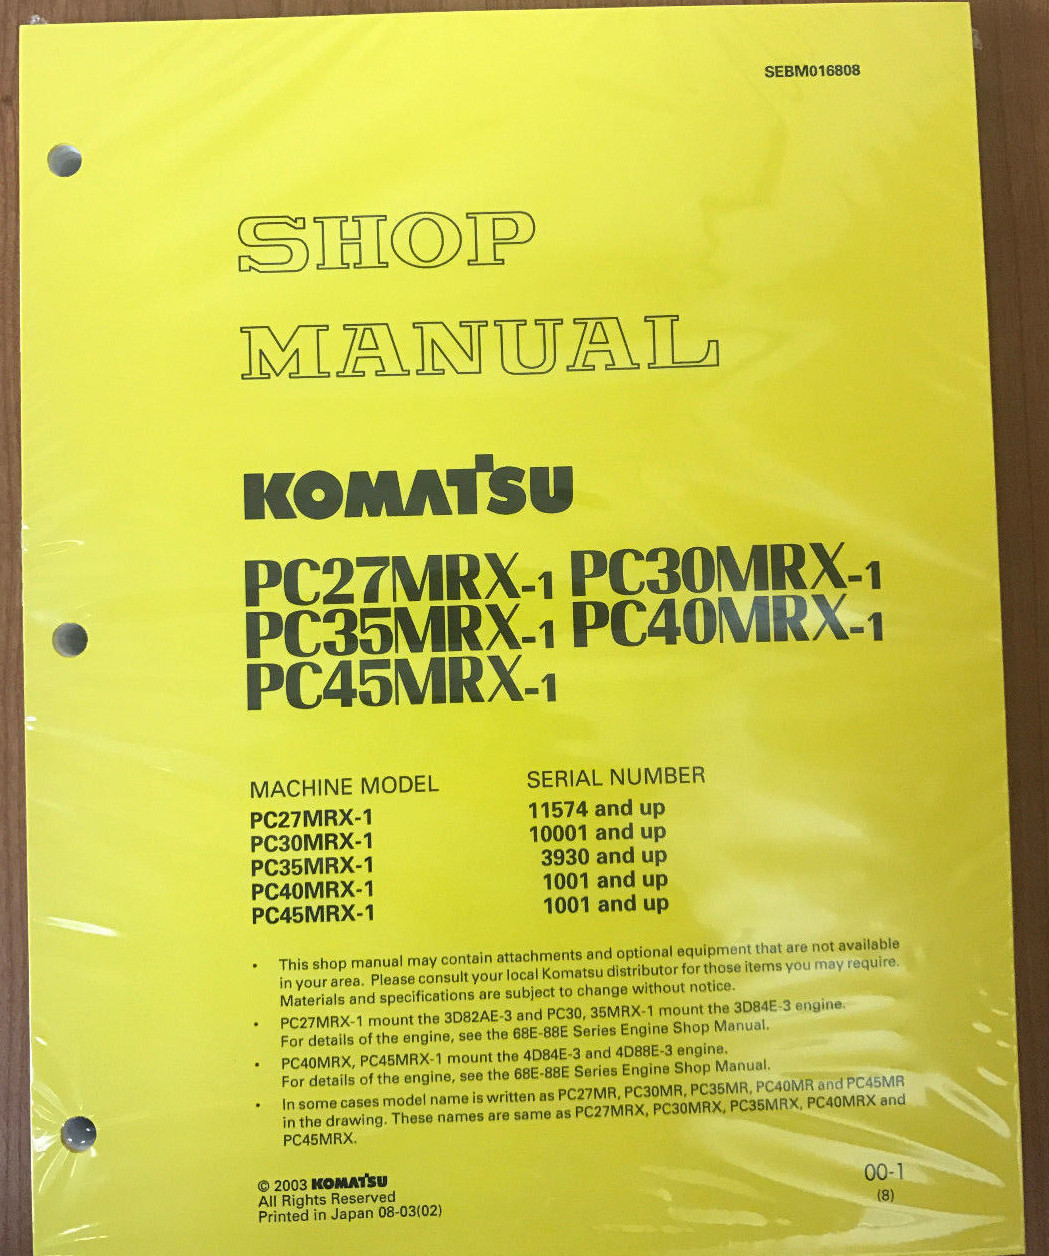 SEBM016808
SHOP
MANUAL
KOMATSU
PC27MRX-1 PC30MRX-1
PC35MRX-1 PC40MRX-1
PC45MRX-1
MACHINE MODEL SERIAL NUMBER
PC27MRX-1 11574 and up
PC30MRX-1 10001 and up
PC35MRX-1 3930 and up
PC40MRX-1 1001 and up
PC45MRX-1 1001 and up
• This shop manual may contain attachments and optional equipment that are not available
in your area. Please consult your local Komatsu distributor for those items you may require.
Materials and specifications are subject to change without notice.
• PC27MRX-1 mount the 3D82AE-3 and PC30, 35MRX-1 mount the 3D84E-3 engine.
For details of the engine, see the 68E-88E Series Engine Shop Manual.
• PC40MRX, PC45MRX-1 mount the 4D84E-3 and 4D88E-3 engine.
For details of the engine, see the 68E-88E Series Engine Shop Manual.
• In some cases model name is written as PC27MR, PC30MR, PC35MR, PC40MR and PC45MR
in the drawing. These names are same as PC27MRX, PC30MRX, PC35MRX, PC40MRX and
PC45MRX.
© 2003 KOMATSU
All Rights Reserved
Printed in Japan 08-03(02)
00-1
(8)